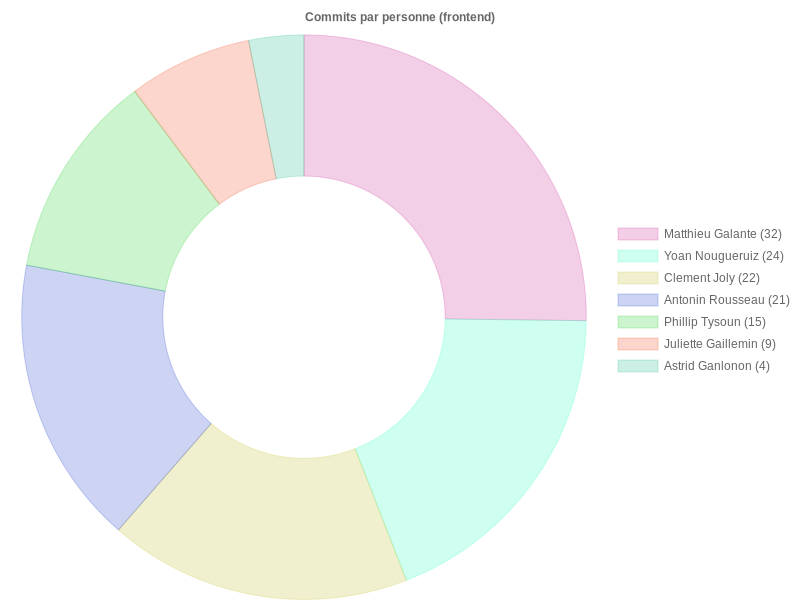 Commits par personne (frontend)
Matthieu Galante (32)
Yoan Nougueruiz (24)
Clement Joly (22)
Antonin Rousseau (21)
Phillip Tysoun (15)
Juliette Gaillemin (9)
Astrid Ganlonon (4)